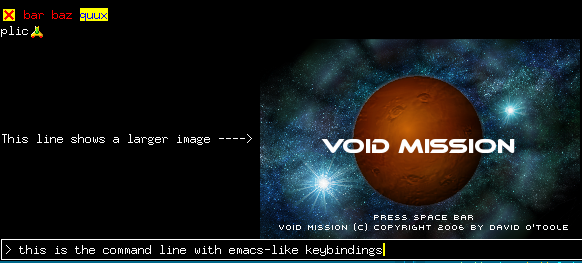 bar baz quux
plic
This line shows a larger image ---->
VOID MISSION
PRESS SPACE BAR
VOID MISSION (C) COPYRIGHT 2006 BY DAVID O'TOOLE
> this is the command line with emacs-like keybindings